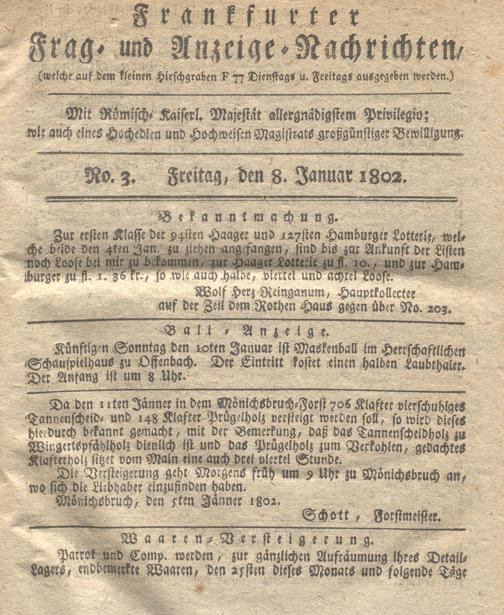 Frankfurter
Frag- und Anzeige-Nachrichten,
(welche auf dem kleinen Hirschgraben F 77 Dienstags u. Freitags ausgegeben werden.)
Mit Römisch- Kaiserl. Majestät allergnädigstem Privilegio;
wie auch eines Hochedlen und Hochweisen Magistrats großgünstiger Bewilligung.
No. 3. Freitag, den 8. Januar 1802.
Bekanntmachung.
Zur ersten Klasse der 94sten Haager und 127sten Hamburger Lotterie, wel-
che beide den 4ten Jan. zu ziehen angefangen, sind bis zur Ankunft der Listen
noch Loose bei mir zu bekommen, zur Haager Lotterie zu fl. 10., und zur Ham-
burger zu fl. 1. 36 kr., so wie auch halbe, viertel und achtel Loose.
Wolf Herz Reinganum, Hauptkollecter
auf der Zeil dem Rothen Haus gegen über No. 203.
Ball-Anzeige.
Künftigen Sonntag den 10ten Januar ist Maskenball im Herrschaftlichen
Schauspielhaus zu Offenbach. Der Eintritt kostet einen halben Laubthaler.
Der Anfang ist um 8 Uhr.
Da den 11ten Jänner in dem Mönichsbruch-Forst 706 Klafter vierschuhiges
Tannenscheid- und 148 Klafter Prügelholz versteigt werden soll, so wird dieses
hierdurch bekannt gemacht, mit der Bemerkung, daß das Tannenscheidholz zu
Wingertspfählholz dienlich ist und das Prügelholz zum Verkohlen, gedachtes
Klafterholz sitzet vom Main eine auch drei viertel Stunde.
Die Versteigerung geht Morgens früh um 9 Uhr zu Mönichsbruch an,
wo sich die Liebhaber einzufinden haben.
Mönichsbruch, den 5ten Jänner 1802.
Schott, Forstmeister.
Waaren-Versteigerung.
Parrot und Comp. werden, zur gänzlichen Aufräumung ihres Detail-
Lagers, endbemerkte Waaren, den 25sten dieses Monats und folgende Täge